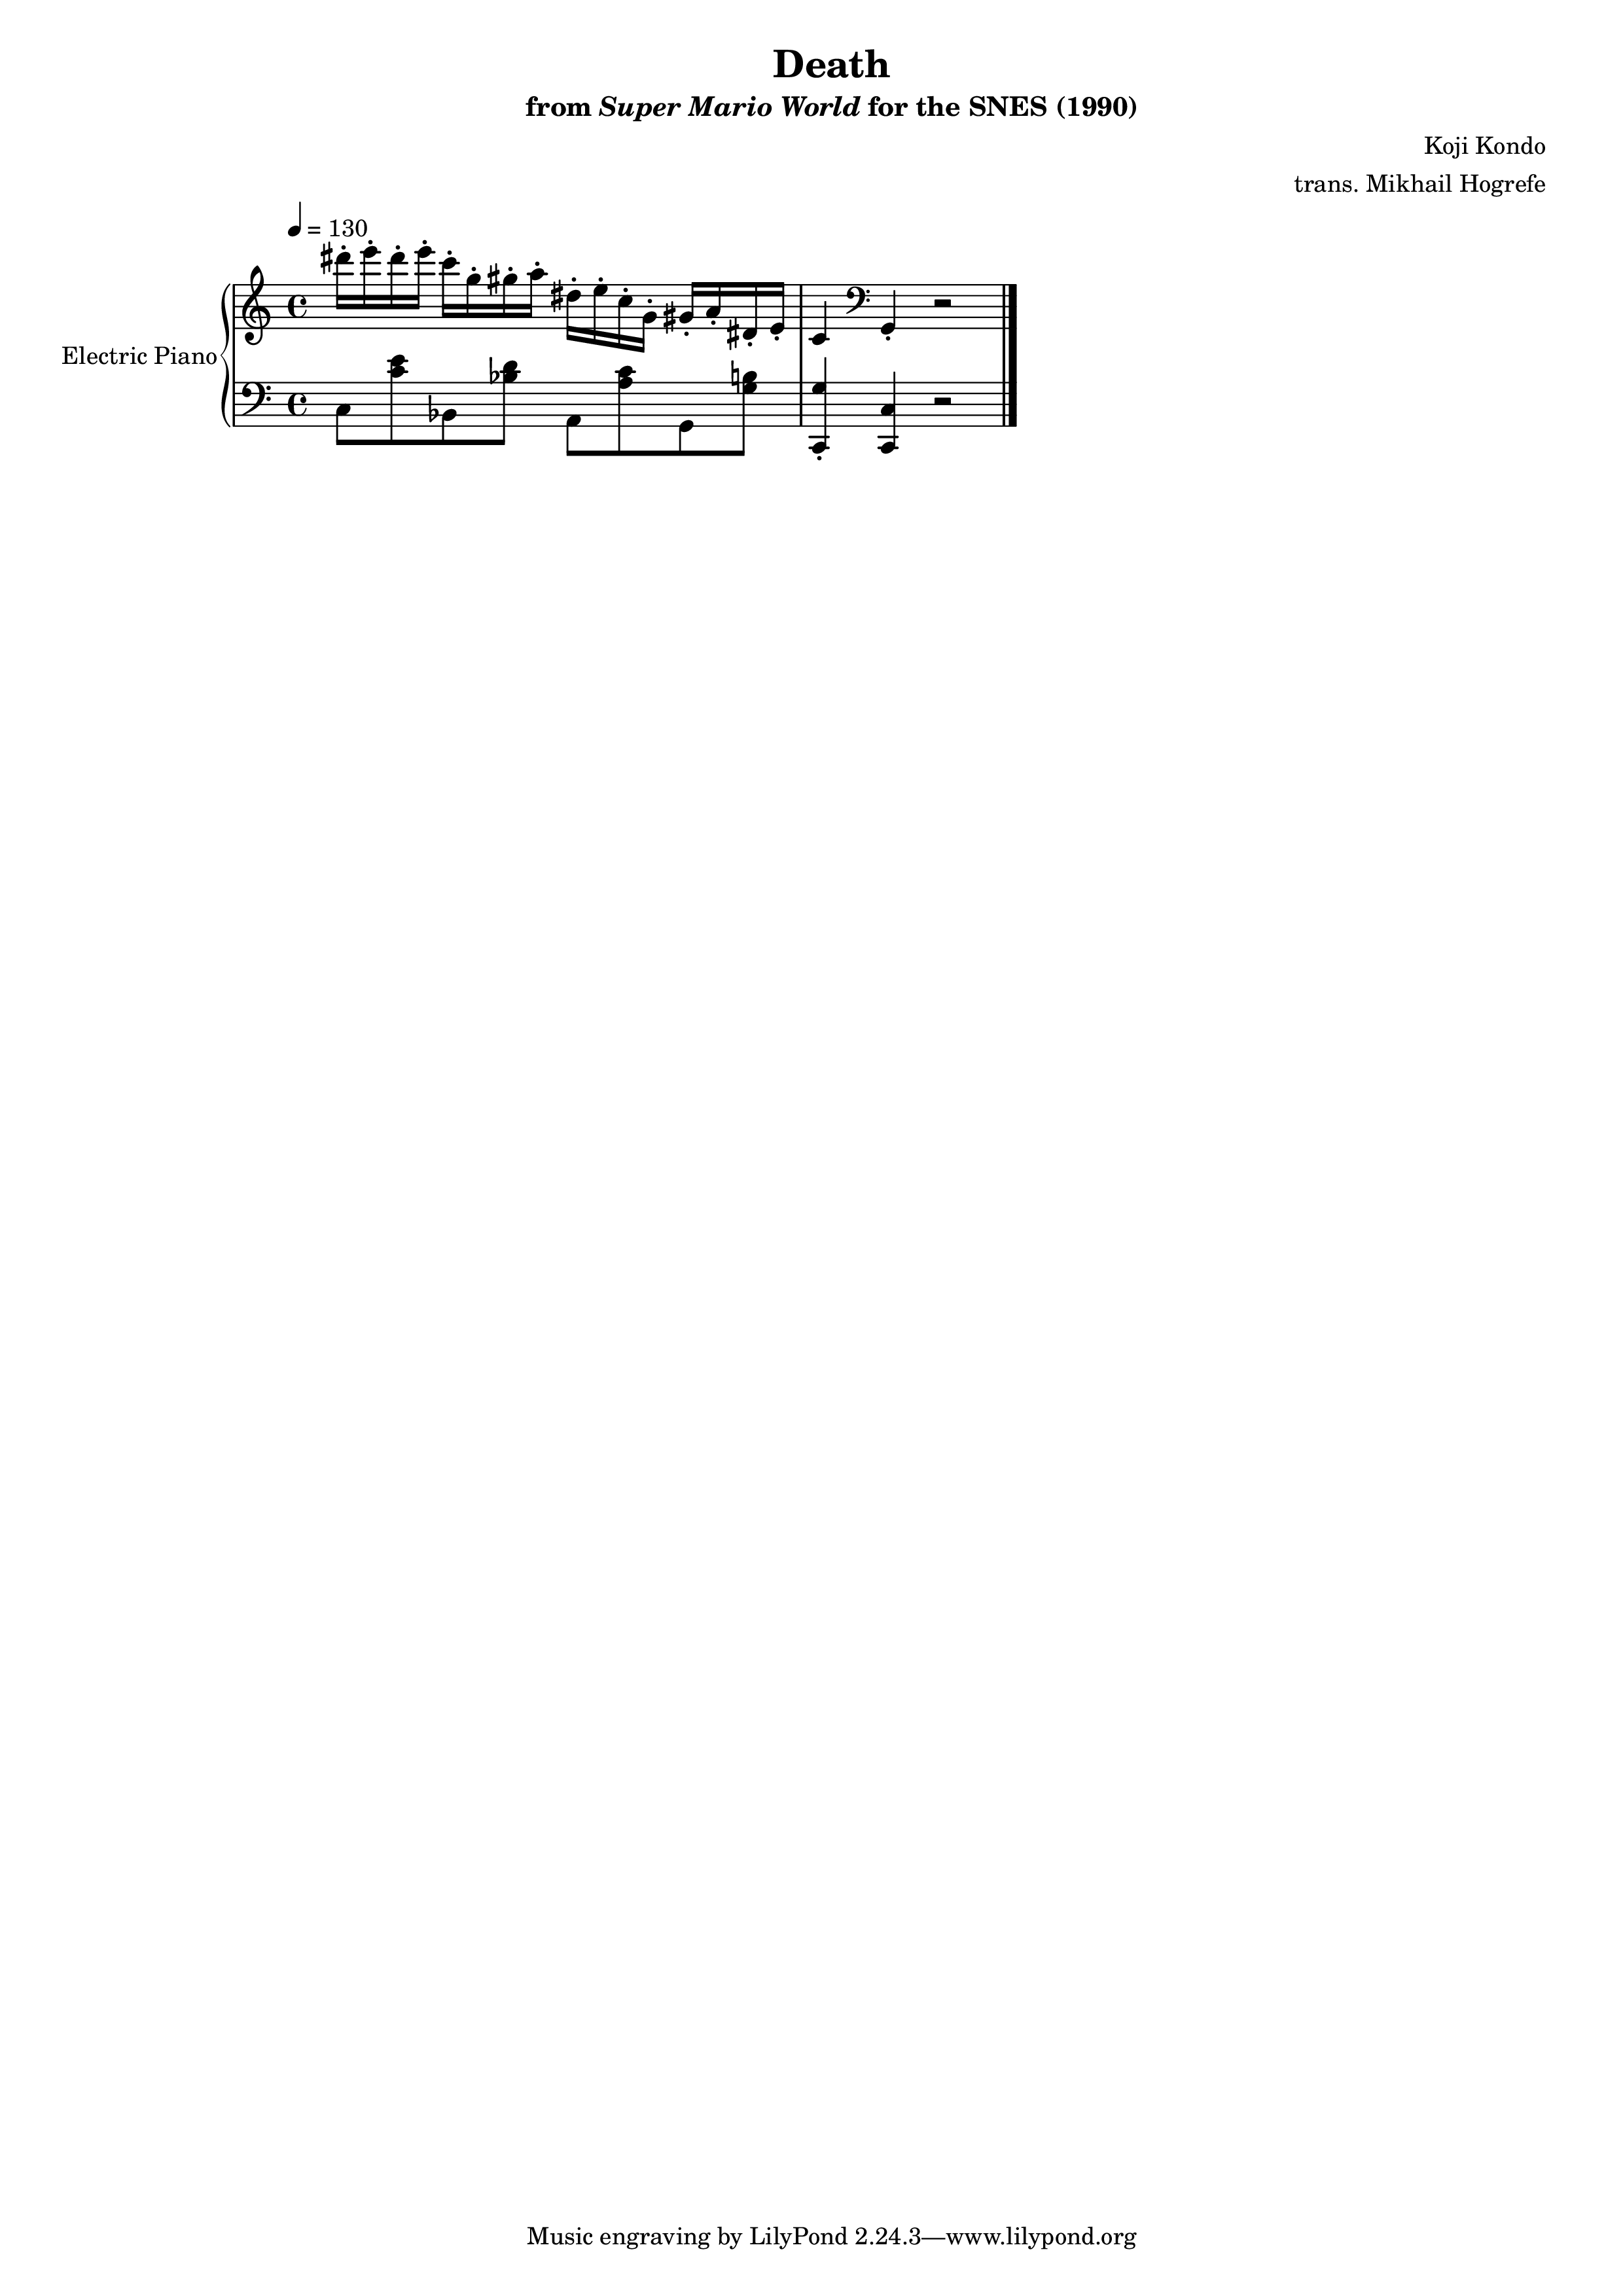 Death
from Super Mario World for the SNES (1990)
Koji Kondo
trans. Mikhail Hogrefe
= 130
Electric Piano
Music engraving by LilyPond 2.24.3—www.lilypond.org